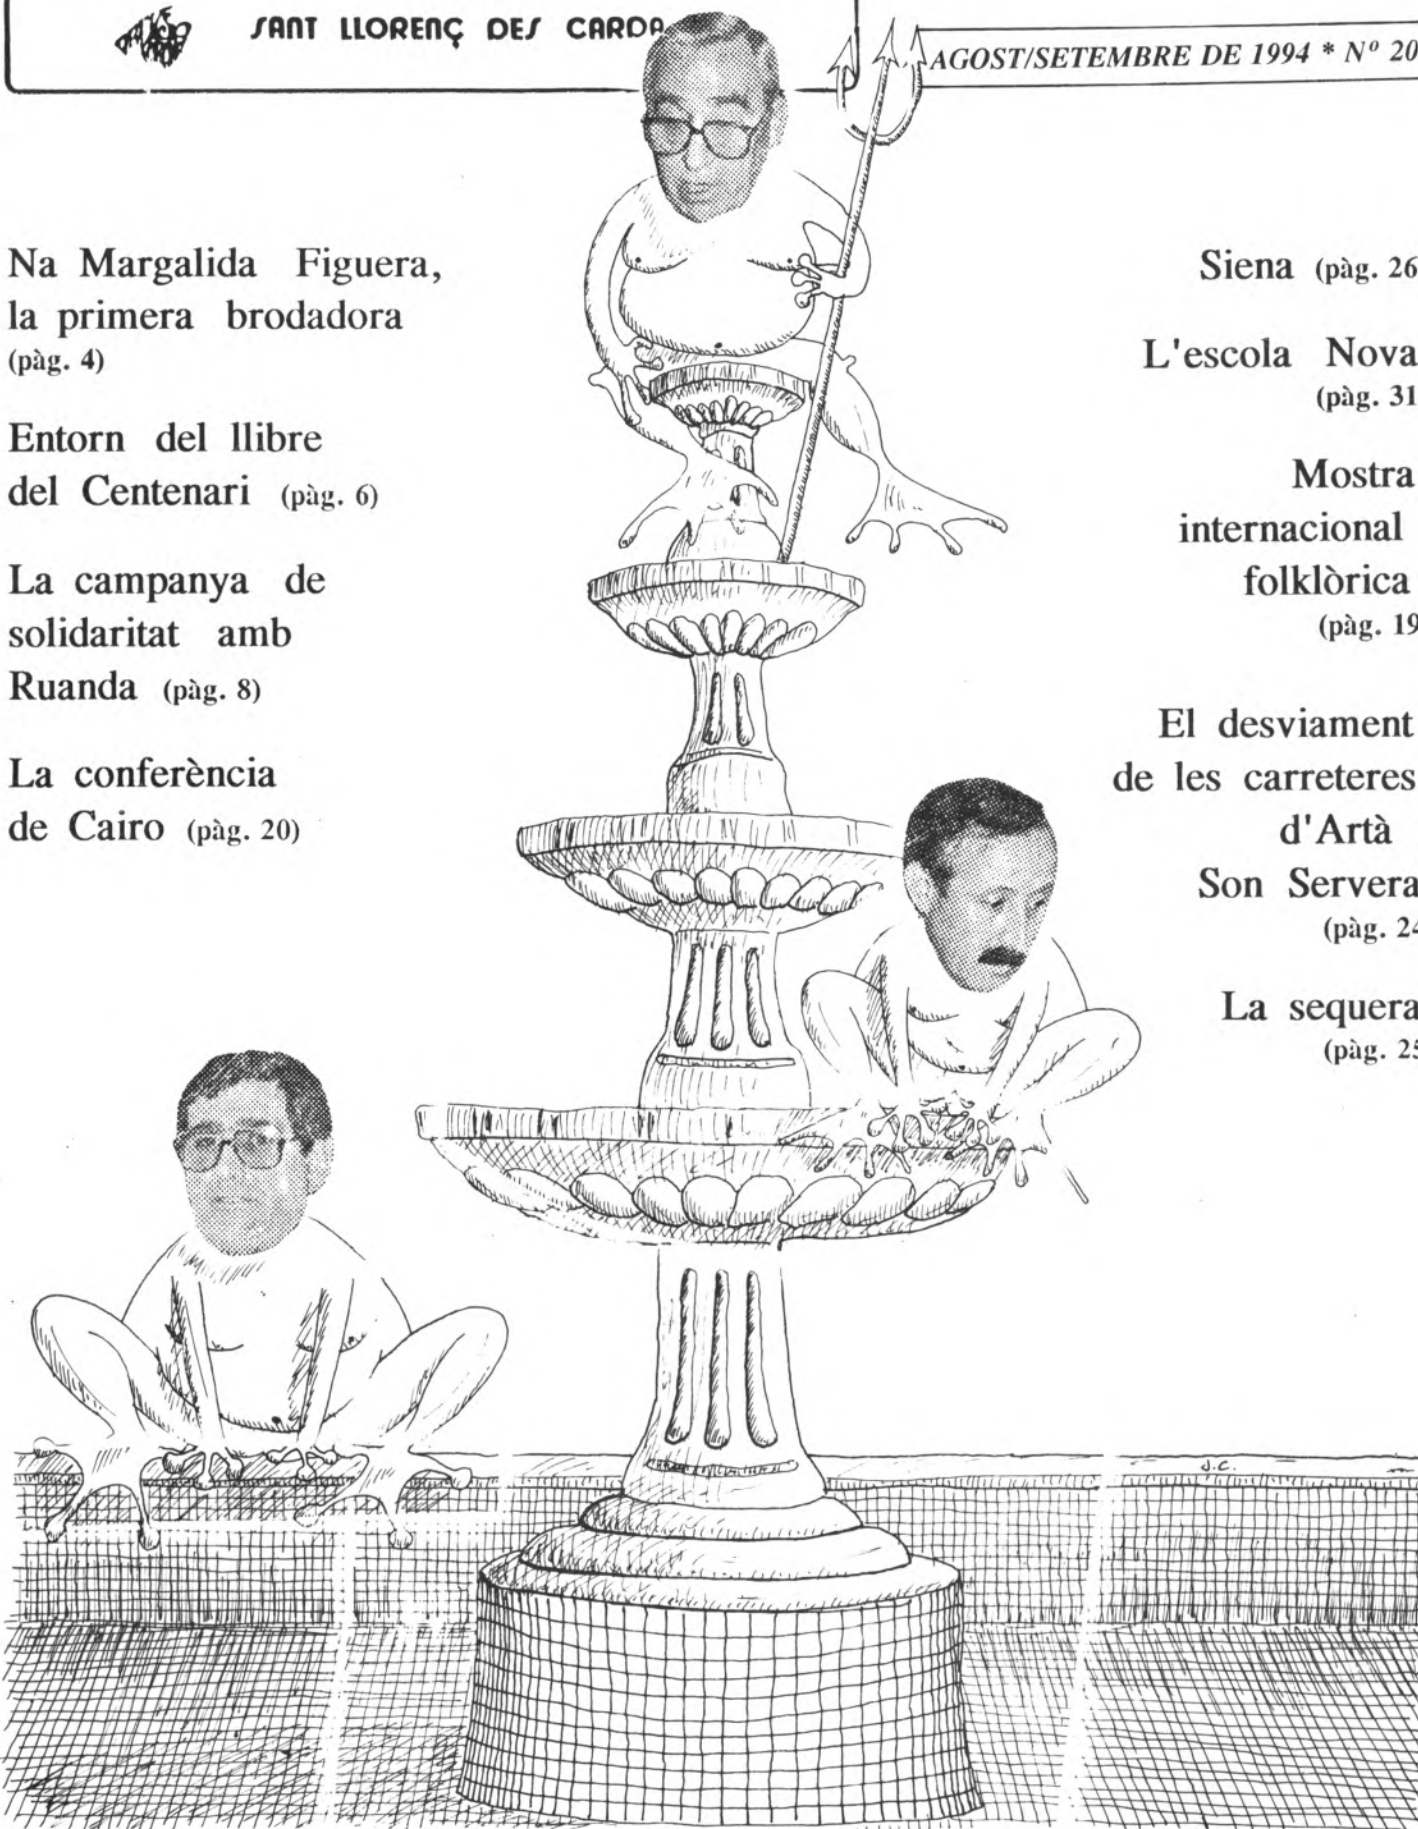 SANT LLORENÇ DES CARDA
AGOST/SETEMBRE DE 1994 * Nº 20
Na Margalida Figuera,
la primera brodadora
(pàg. 4)
Entorn del llibre
del Centenari (pàg. 6)
La campanya de
solidaritat amb
Ruanda (pàg. 8)
La conferència
de Cairo (pàg. 20)
Siena (pàg. 26
L'escola Nova
(pàg. 31
Mostra
internacional
folklòrica
(pàg. 19
El desviament
de les carreteres
d'Artà
Son Servera
(pàg. 24
La sequera
(pàg. 25
J.C.